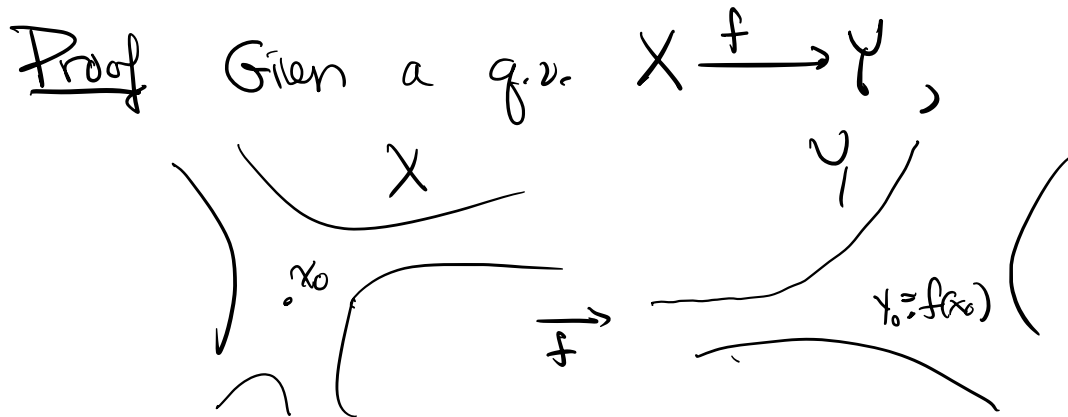 Proof Given a q.i. X f→ Y,
X Y
.x₀ y₀=f(x₀)
f→